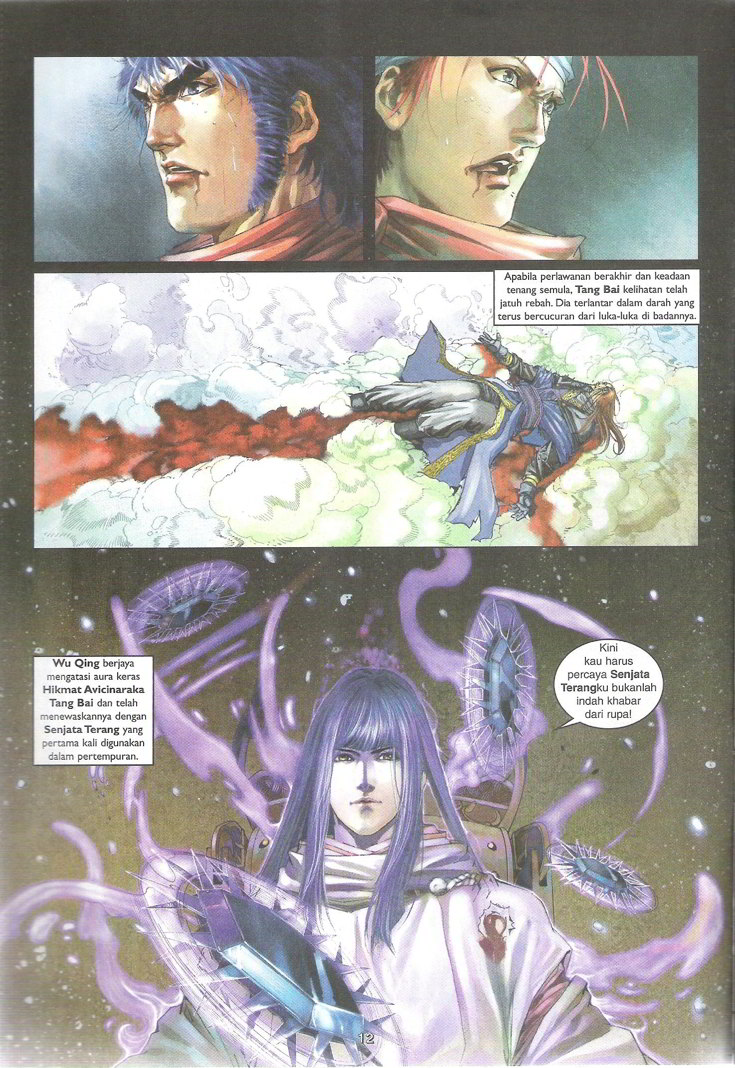 Apabila perlawanan berakhir dan keadaan
tenang semula, Tang Bai kelihatan telah
jatuh rebah. Dia terlantar dalam darah yang
terus bercucuran dari luka-luka di badannya.
Wu Qing berjaya
mengatasi aura keras
Hikmat Avicinaraka
Tang Bai dan telah
menewaskannya dengan
Senjata Terang yang
pertama kali digunakan
dalam pertempuran.
Kini
kau harus
percaya Senjata
Terangku bukanlah
indah khabar
dari rupa!
12